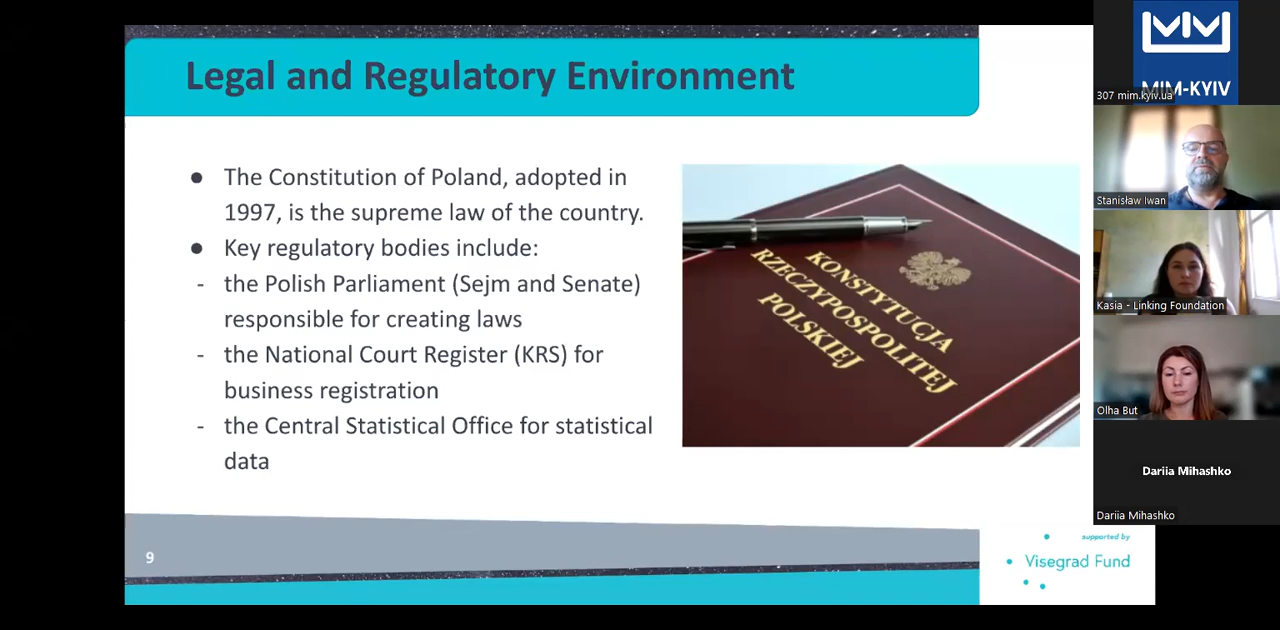 Legal and Regulatory Environment
● The Constitution of Poland, adopted in
1997, is the supreme law of the country.
● Key regulatory bodies include:
- the Polish Parliament (Sejm and Senate)
responsible for creating laws
- the National Court Register (KRS) for
business registration
- the Central Statistical Office for statistical
data
KONSTYTUCJA
RZECZYPOSPOLITEJ
POLSKIEJ
9
supported by
Visegrad Fund
MIM-KYIV
307 mim.kyiv.ua
Stanisław Iwan
Kasia - Linking Foundation
Olha But
Dariia Mihashko
Dariia Mihashko